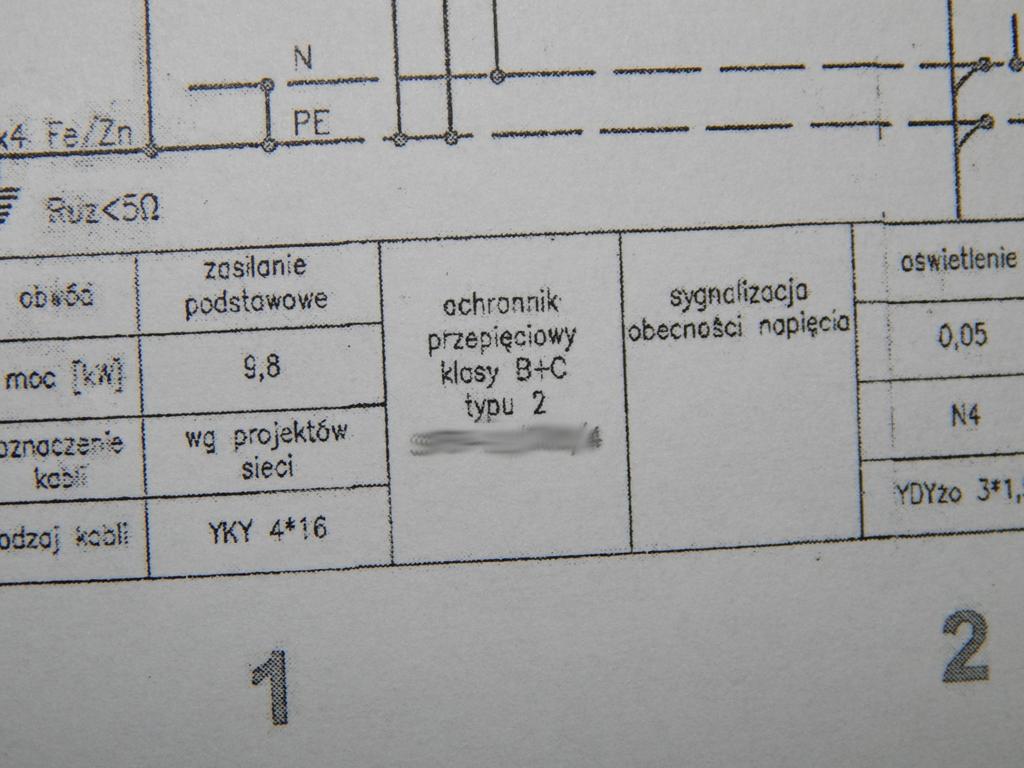 N
PE
x4 Fe/Zn
Ruz<5Ω
obwód
zasilanie
podstawowe
ochronnik
przepięciowy
klasy B+C
typu 2
sygnalizacja
obecności napięcia
oświetlenie
moc [kW]
9,8
0,05
oznaczenie
kabli
wg projektów
sieci
N4
odzaj kabli
YKY 4*16
YDYżo 3*1,5
1
2